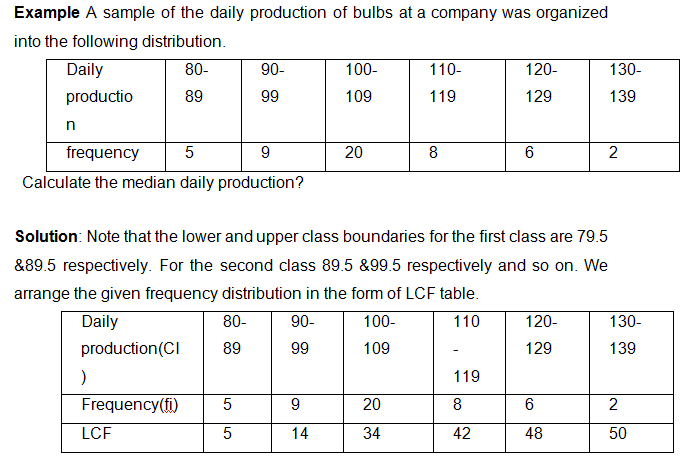 Example A sample of the daily production of bulbs at a company was organized
into the following distribution.
Daily productio n 80- 89 90- 99 100- 109 110- 119 120- 129 130- 139
frequency 5 9 20 8 6 2
Calculate the median daily production?
Solution: Note that the lower and upper class boundaries for the first class are 79.5
&89.5 respectively. For the second class 89.5 &99.5 respectively and so on. We
arrange the given frequency distribution in the form of LCF table.
Daily production(CI ) 80- 89 90- 99 100- 109 110 - 119 120- 129 130- 139
Frequency(fi) 5 9 20 8 6 2
LCF 5 14 34 42 48 50